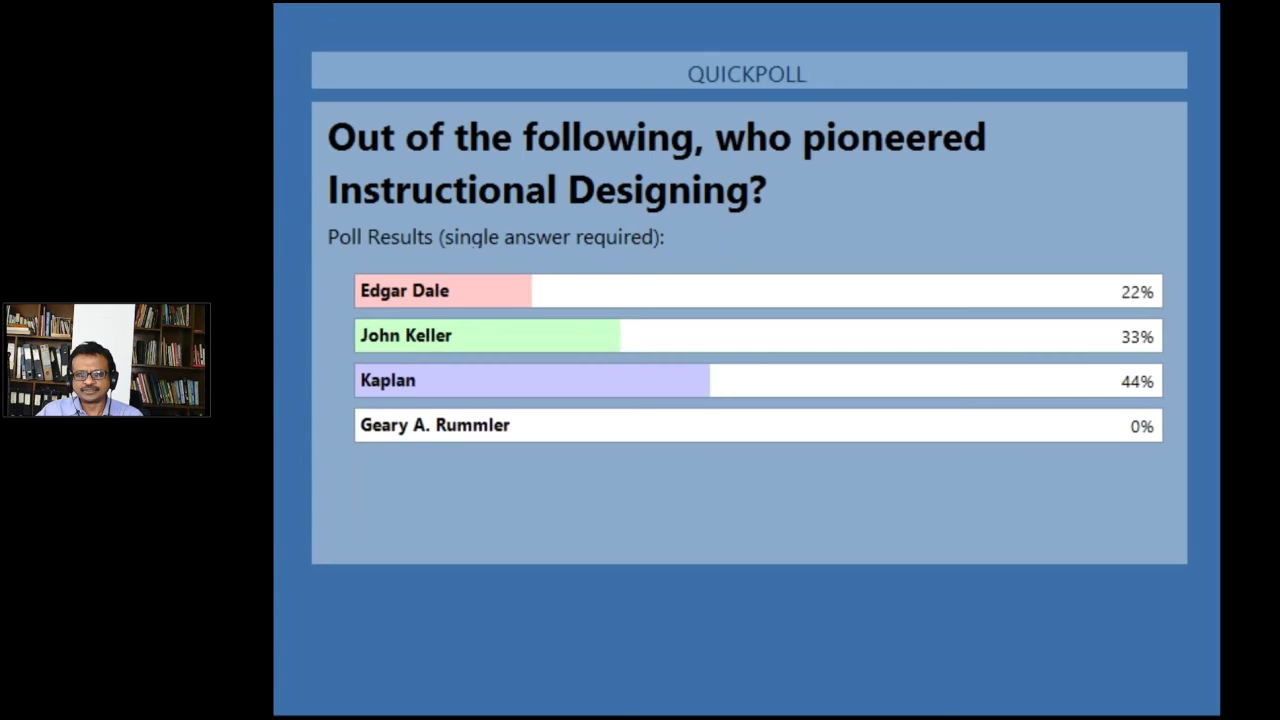 QUICKPOLL
Out of the following, who pioneered
Instructional Designing?
Poll Results (single answer required):
Edgar Dale 22%
John Keller 33%
Kaplan 44%
Geary A. Rummler 0%